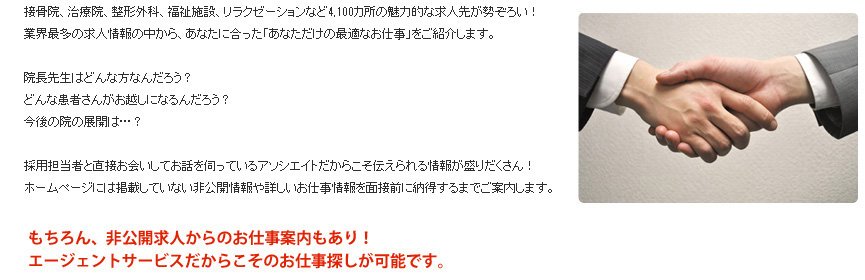 接骨院、治療院、整形外科、福祉施設、リラクゼーションなど4,100カ所の魅力的な求人先が勢ぞろい！
業界最多の求人情報の中から、あなたに合った「あなただけの最適なお仕事」をご紹介します。
院長先生はどんな方なんだろう？
どんな患者さんがお越しになるんだろう？
今後の院の展開は…？
採用担当者と直接お会いしてお話を伺っているアソシエイトだからこそ伝えられる情報が盛りだくさん！
ホームページには掲載していない非公開情報や詳しいお仕事情報を面接前に納得するまでご案内します。
もちろん、非公開求人からのお仕事案内もあり！
エージェントサービスだからこそのお仕事探しが可能です。